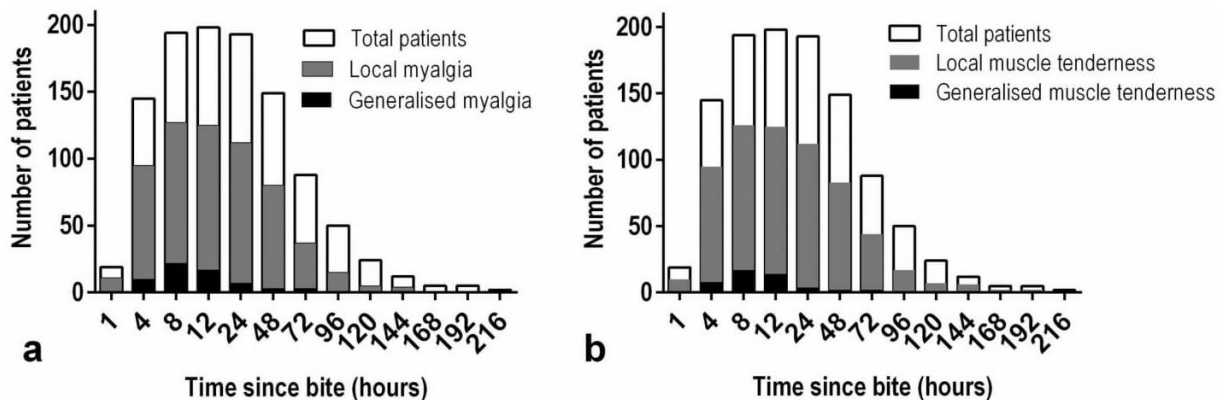 200
150
100
50
0
Number of patients
Total patients
Local myalgia
Generalised myalgia
1 4 8 12 24 48 72 96 120 144 168 192 216
Time since bite (hours)
a
200
150
100
50
0
Number of patients
Total patients
Local muscle tenderness
Generalised muscle tenderness
1 4 8 12 24 48 72 96 120 144 168 192 216
Time since bite (hours)
b